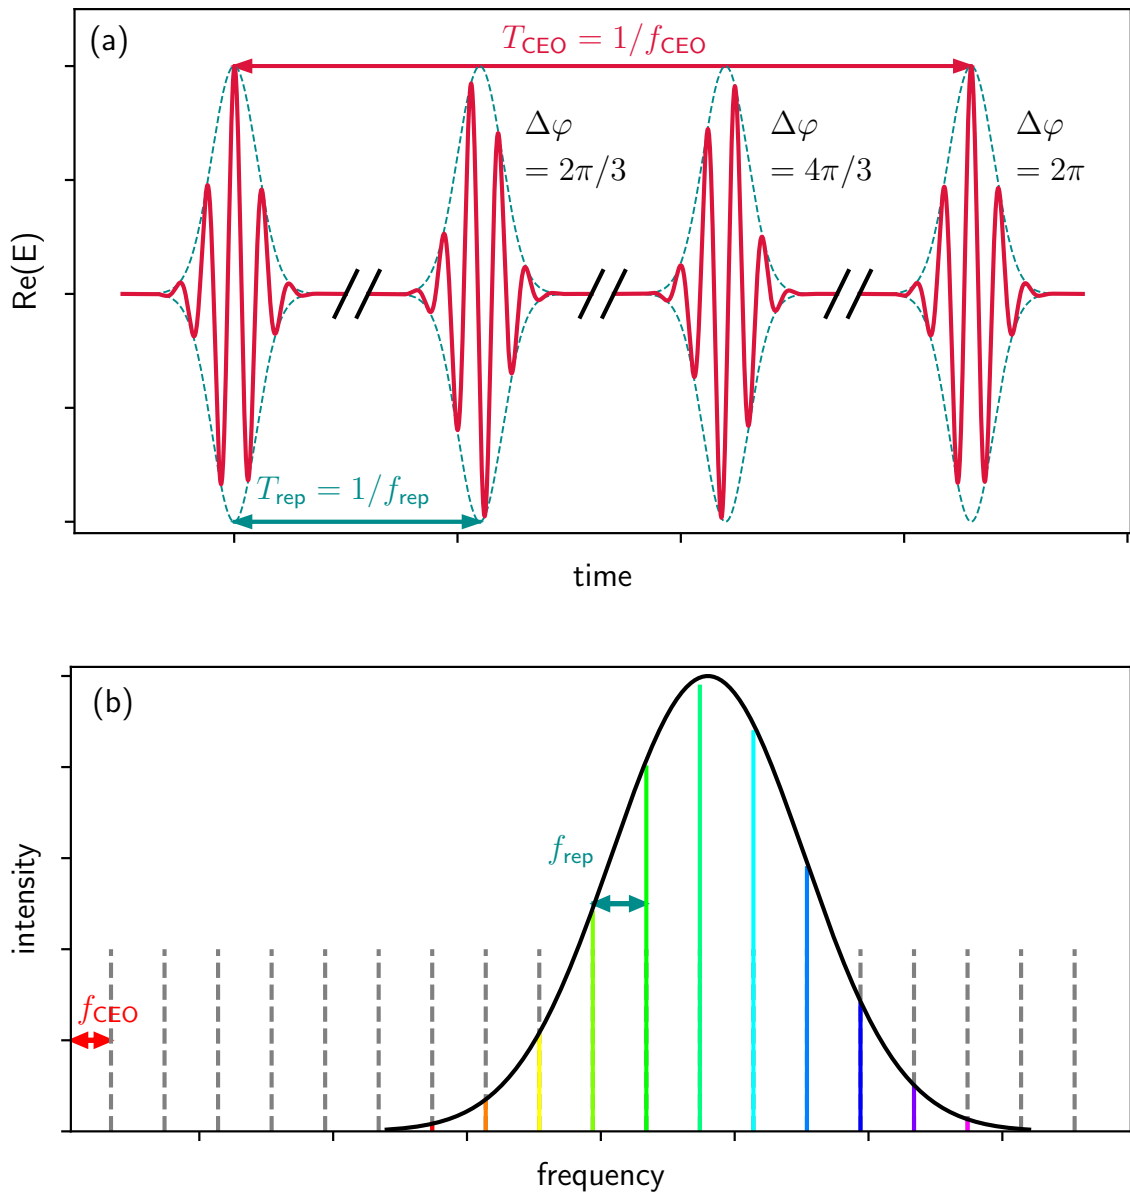 (a)
T_CEO = 1/f_CEO
Δφ
= 2π/3
Δφ
= 4π/3
Δφ
= 2π
Re(E)
T_rep = 1/f_rep
time
(b)
f_rep
intensity
f_CEO
frequency